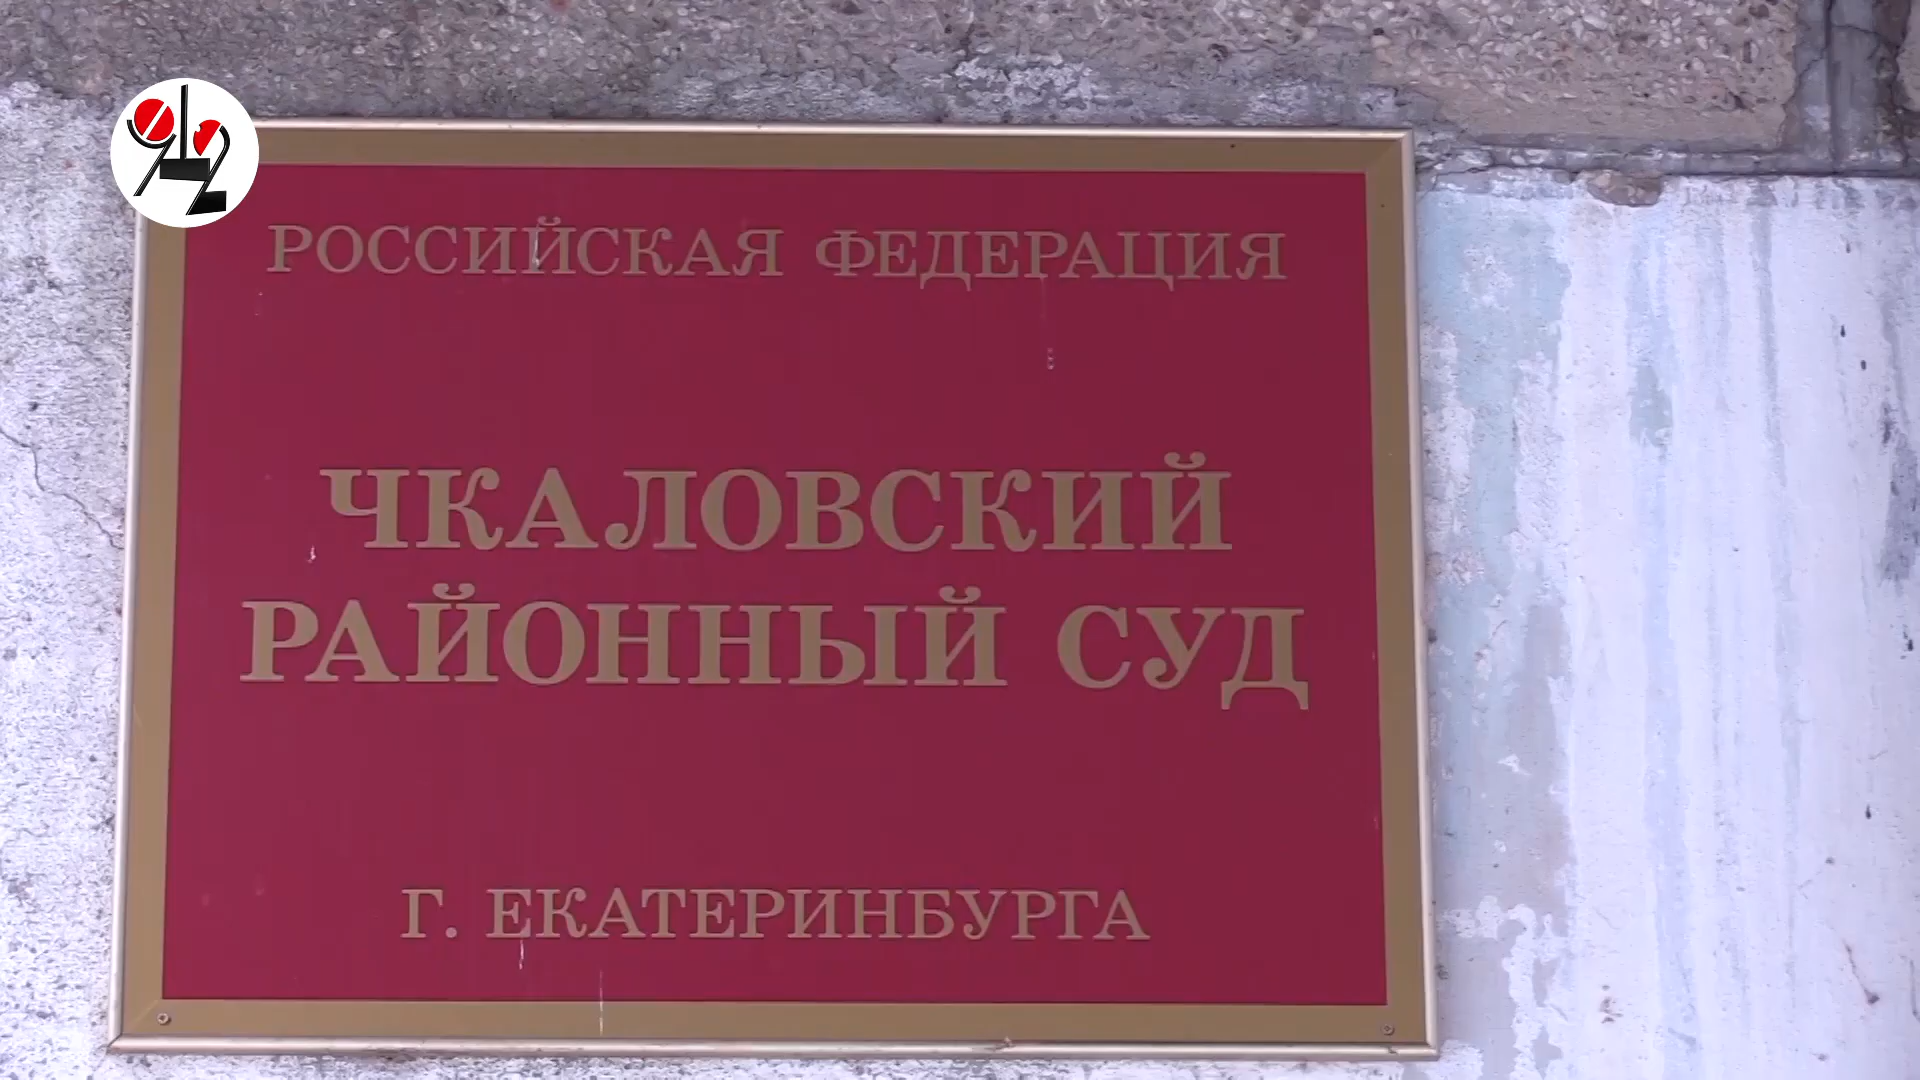 РОССИЙСКАЯ ФЕДЕРАЦИЯ
ЧКАЛОВСКИЙ
РАЙОННЫЙ СУД
Г. ЕКАТЕРИНБУРГА